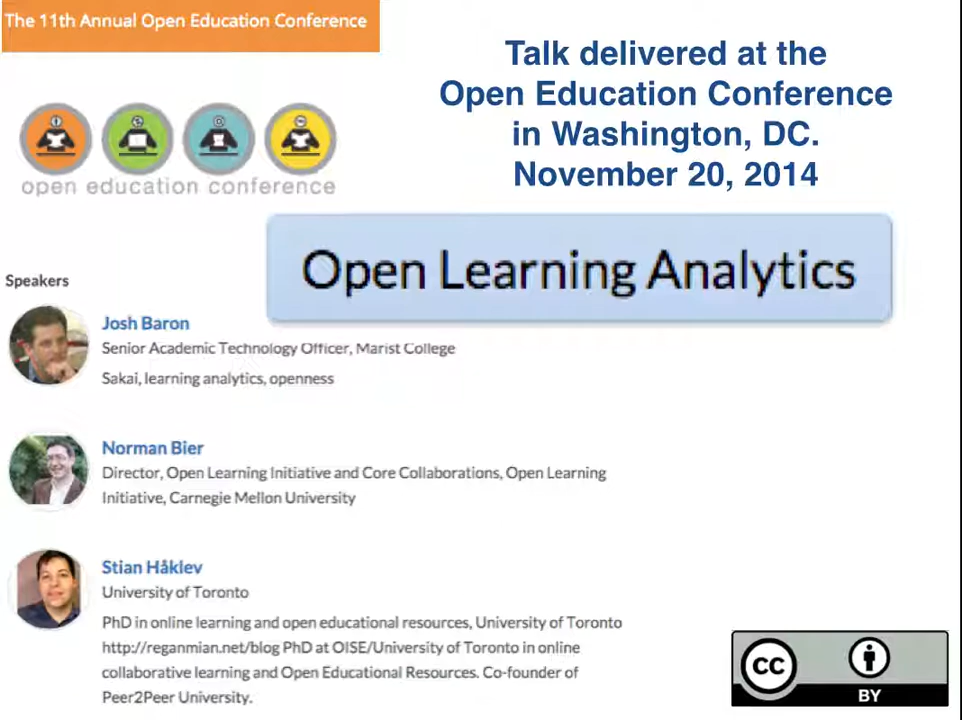 The 11th Annual Open Education Conference
Talk delivered at the
Open Education Conference
in Washington, DC.
November 20, 2014
open education conference
Open Learning Analytics
Speakers
Josh Baron
Senior Academic Technology Officer, Marist College
Sakai, learning analytics, openness
Norman Bier
Director, Open Learning Initiative and Core Collaborations, Open Learning
Initiative, Carnegie Mellon University
Stian Håklev
University of Toronto
PhD in online learning and open educational resources, University of Toronto
http://reganmian.net/blog PhD at OISE/University of Toronto in online
collaborative learning and Open Educational Resources. Co-founder of
Peer2Peer University.
cc
BY